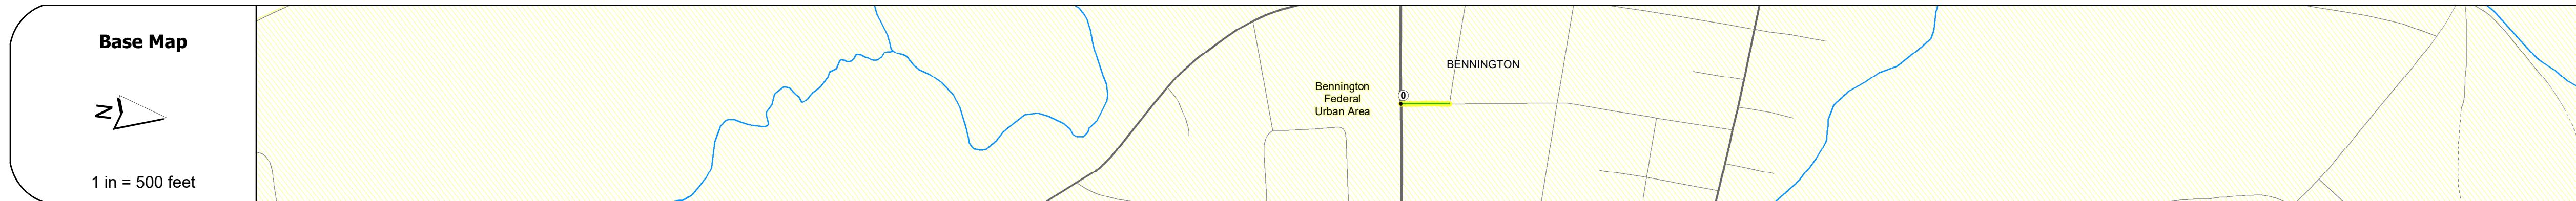 Base Map
N
1 in = 500 feet
Bennington
Federal
Urban Area
0
BENNINGTON